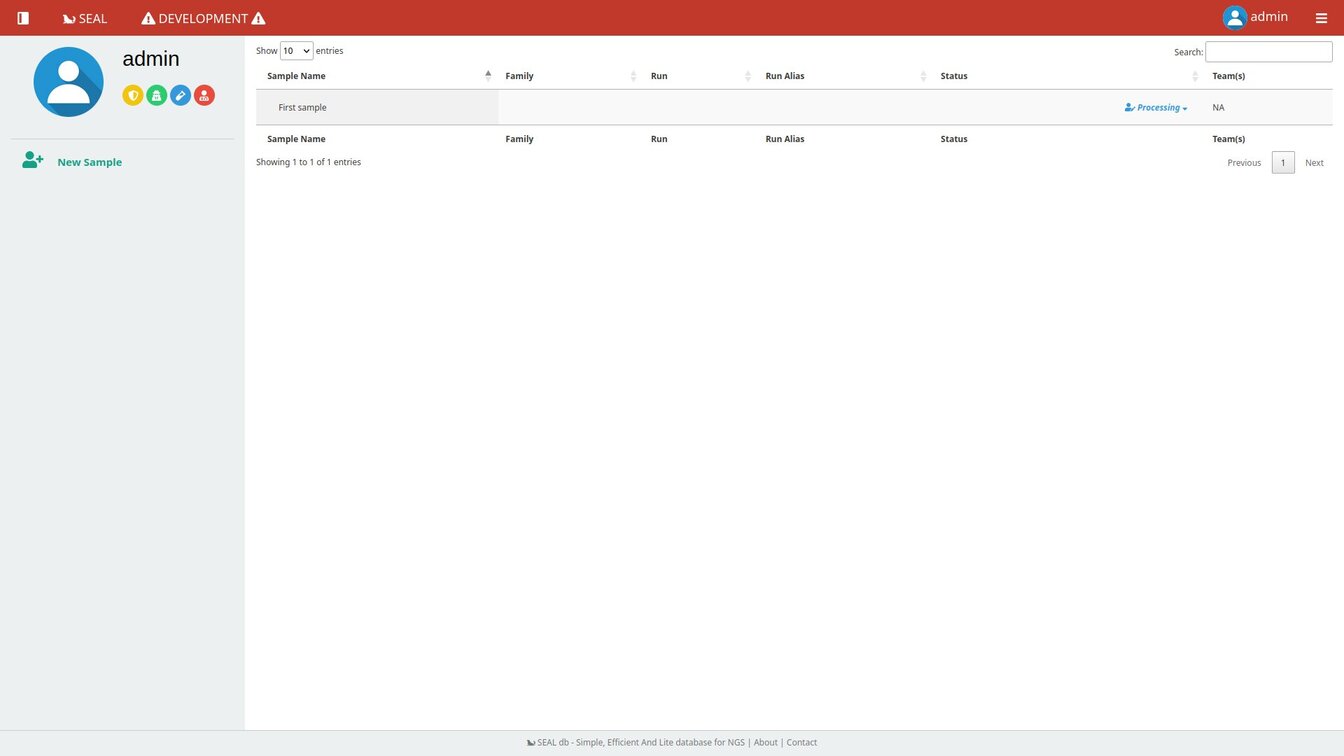 SEAL DEVELOPMENT admin
admin
New Sample
Show 10 entries Search:
Sample Name Family Run Run Alias Status Team(s)
First sample Processing NA
Sample Name Family Run Run Alias Status Team(s)
Showing 1 to 1 of 1 entries Previous 1 Next
SEAL db - Simple, Efficient And Lite database for NGS | About | Contact